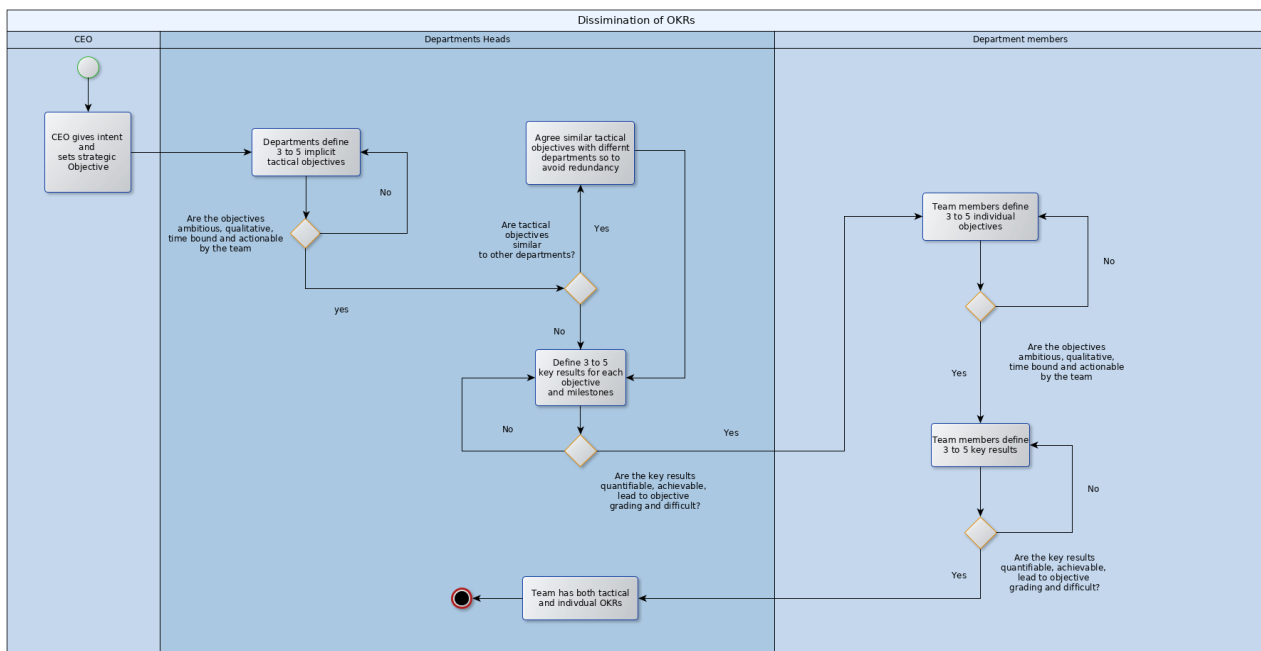 Dissimination of OKRs
CEO
Departments Heads
Department members
CEO gives intent
and
sets strategic
Objective
Departments define
3 to 5 implicit
tactical objectives
No
Are the objectives
ambitious, qualitative,
time bound and actionable
by the team
yes
Agree similar tactical
objectives with differnt
departments so to
avoid redundancy
Are tactical
objectives
similar
to other departments?
Yes
No
Define 3 to 5
key results for each
objective
and milestones
No
Yes
Are the key results
quantifiable, achievable,
lead to objective
grading and difficult?
Team members define
3 to 5 individual
objectives
No
Are the objectives
ambitious, qualitative,
time bound and actionable
by the team
Yes
Team members define
3 to 5 key results
No
Are the key results
quantifiable, achievable,
lead to objective
grading and difficult?
Yes
Team has both tactical
and indivdual OKRs